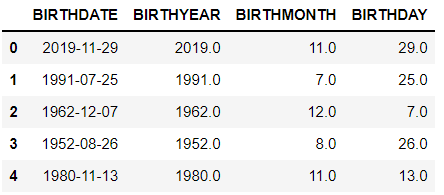 BIRTHDATE BIRTHYEAR BIRTHMONTH BIRTHDAY
0 2019-11-29 2019.0 11.0 29.0
1 1991-07-25 1991.0 7.0 25.0
2 1962-12-07 1962.0 12.0 7.0
3 1952-08-26 1952.0 8.0 26.0
4 1980-11-13 1980.0 11.0 13.0